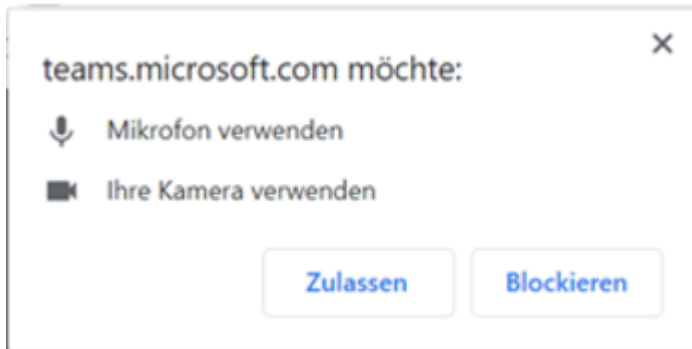 teams.microsoft.com möchte:
Mikrofon verwenden
Ihre Kamera verwenden
Zulassen
Blockieren